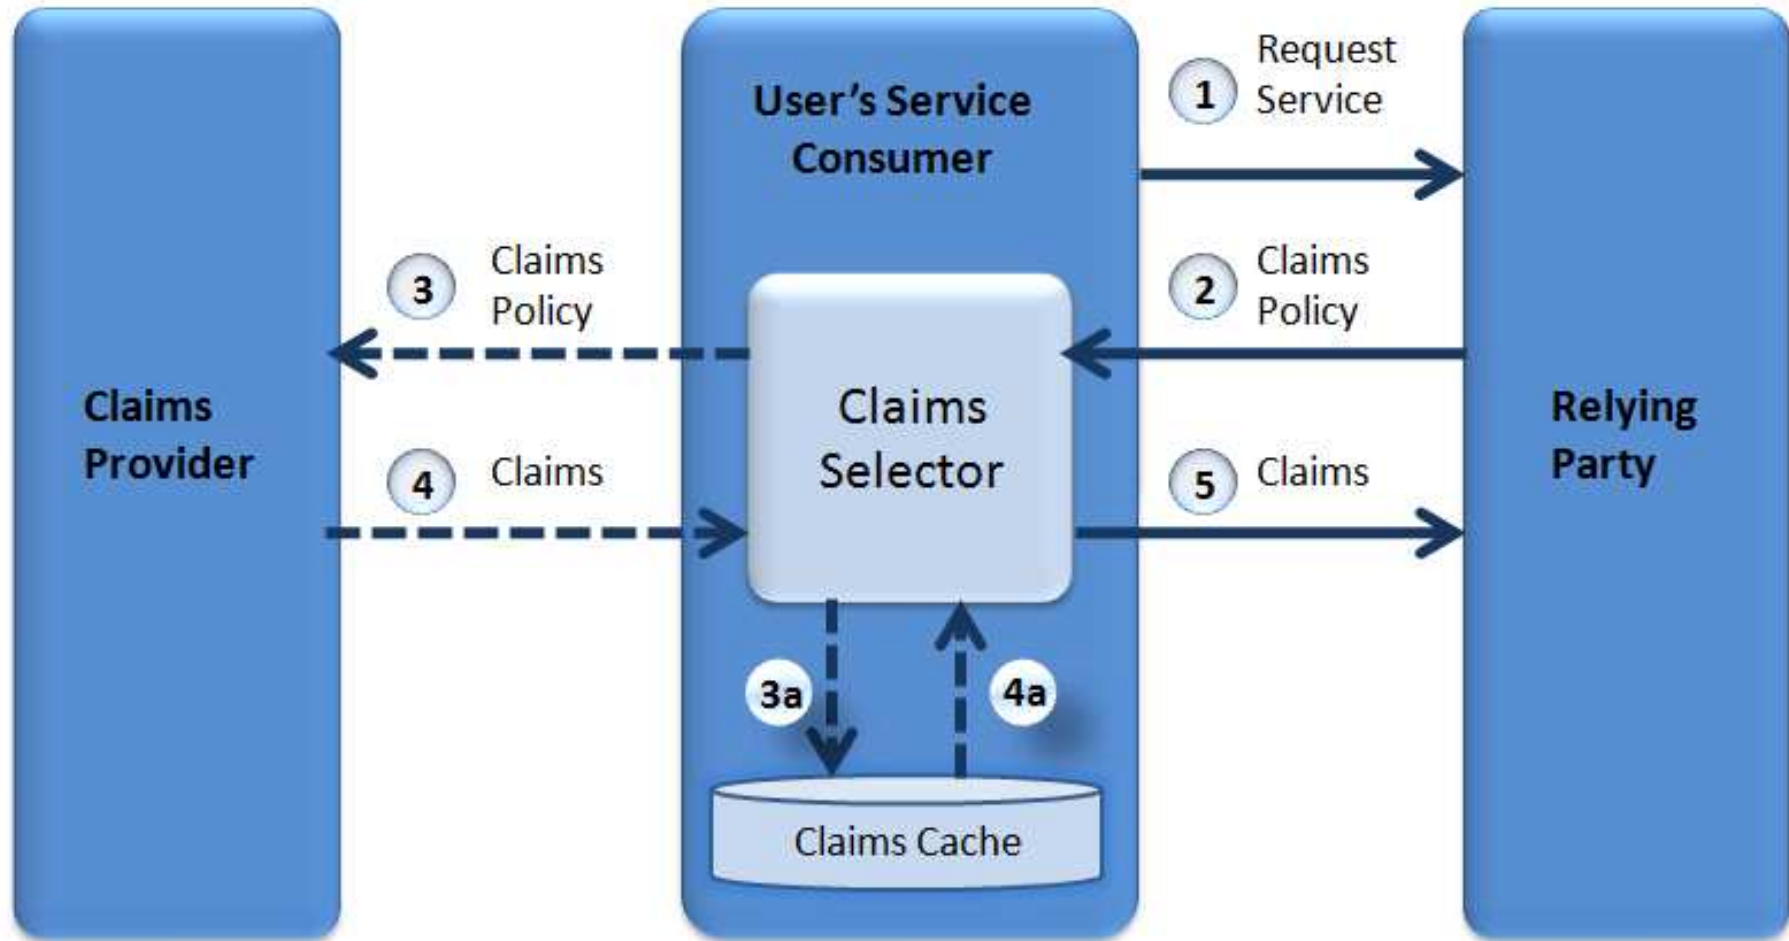 User's Service
Consumer
1
Request
Service
3
Claims
Policy
2
Claims
Policy
Claims
Provider
Claims
Selector
Relying
Party
4
Claims
5
Claims
3a
4a
Claims Cache